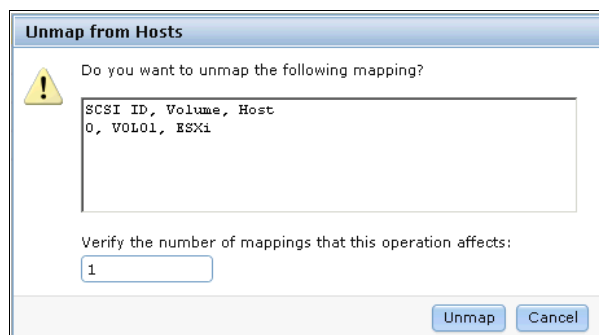 Unmap from Hosts
Do you want to unmap the following mapping?
SCSI ID, Volume, Host
0, VOL01, ESXi
Verify the number of mappings that this operation affects:
1
Unmap
Cancel